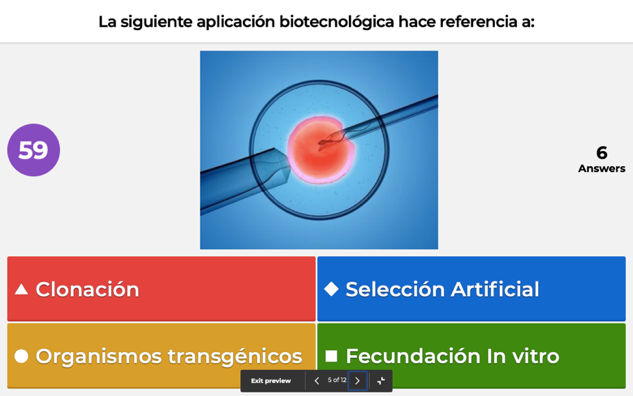 La siguiente aplicación biotecnológica hace referencia a:
59
6
Answers
Clonación
Selección Artificial
Organismos transgénicos
Fecundación In vitro
Exit preview
5 of 12